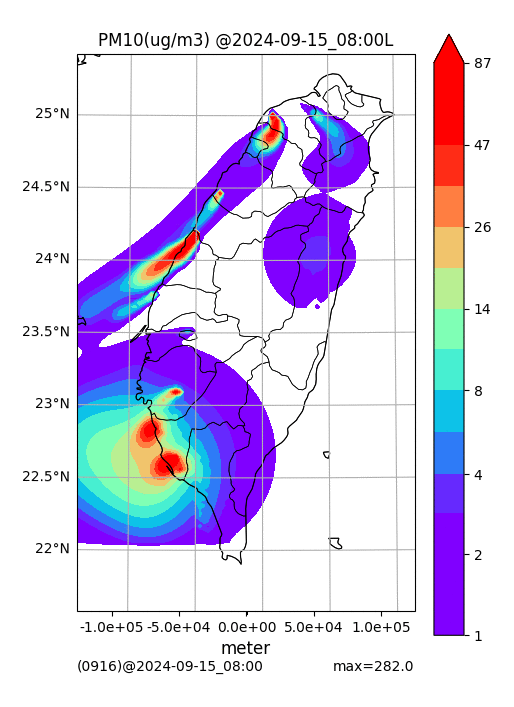 PM10(ug/m3) @2024-09-15_08:00L
87
47
26
14
8
4
2
1
25°N
24.5°N
24°N
23.5°N
23°N
22.5°N
22°N
-1.0e+05 -5.0e+04 0.0e+00 5.0e+04 1.0e+05
meter
(0916)@2024-09-15_08:00 max=282.0